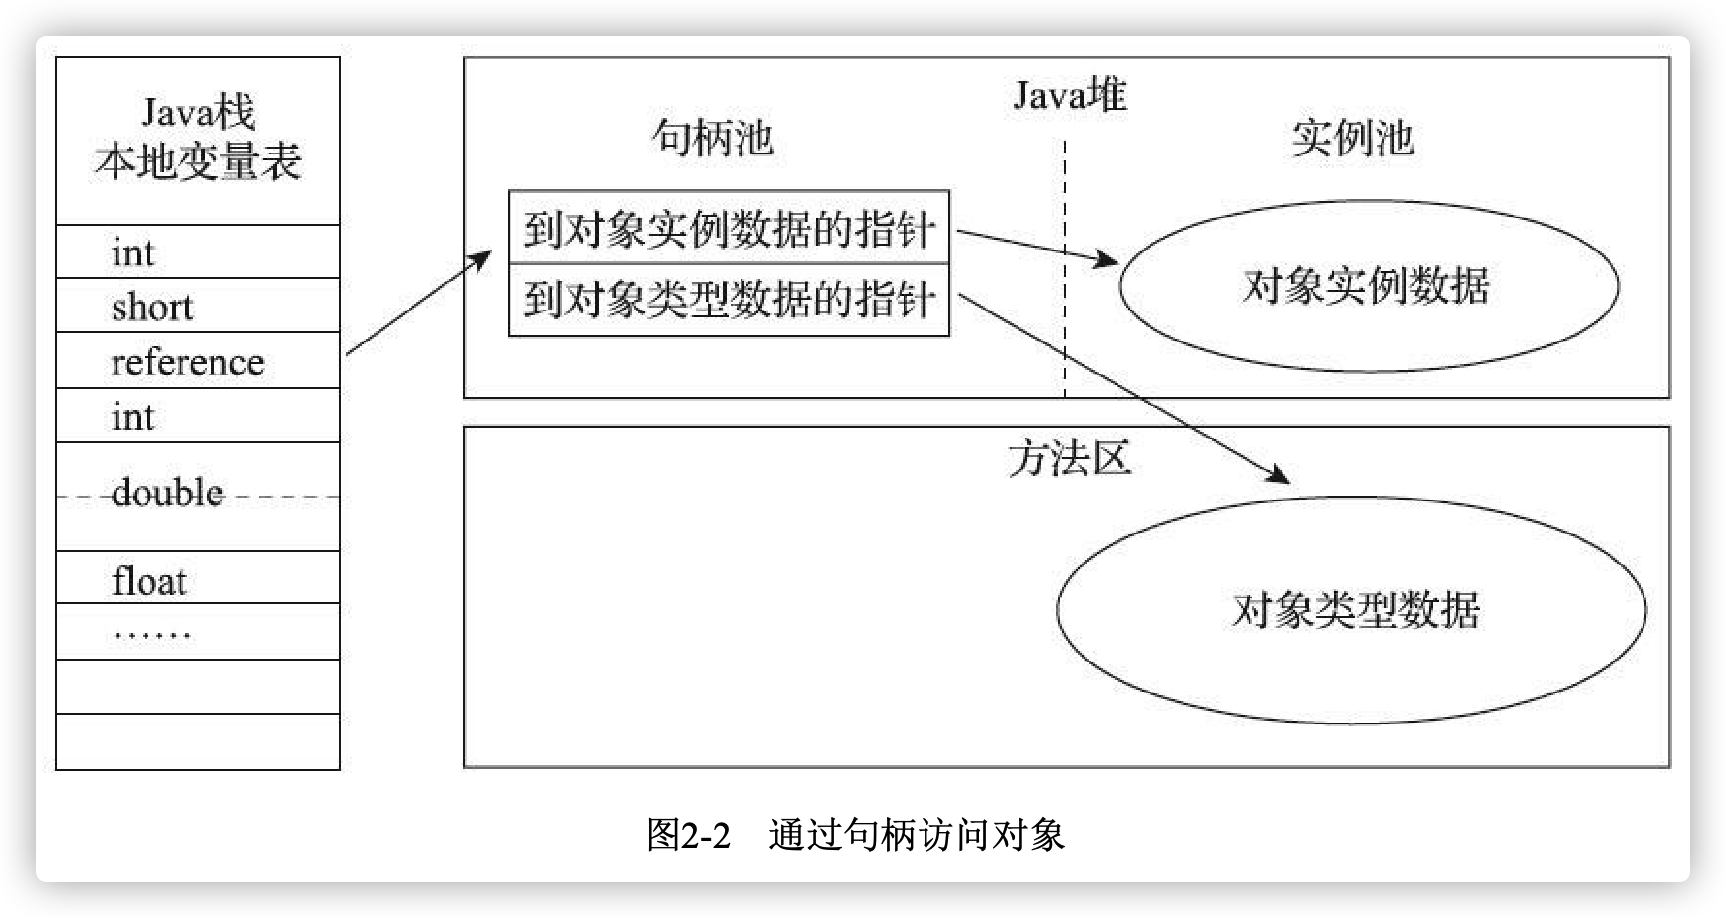 Java栈
本地变量表
int
short
reference
int
double
float
……
Java堆
句柄池
实例池
到对象实例数据的指针
到对象类型数据的指针
对象实例数据
方法区
对象类型数据
图2-2 通过句柄访问对象